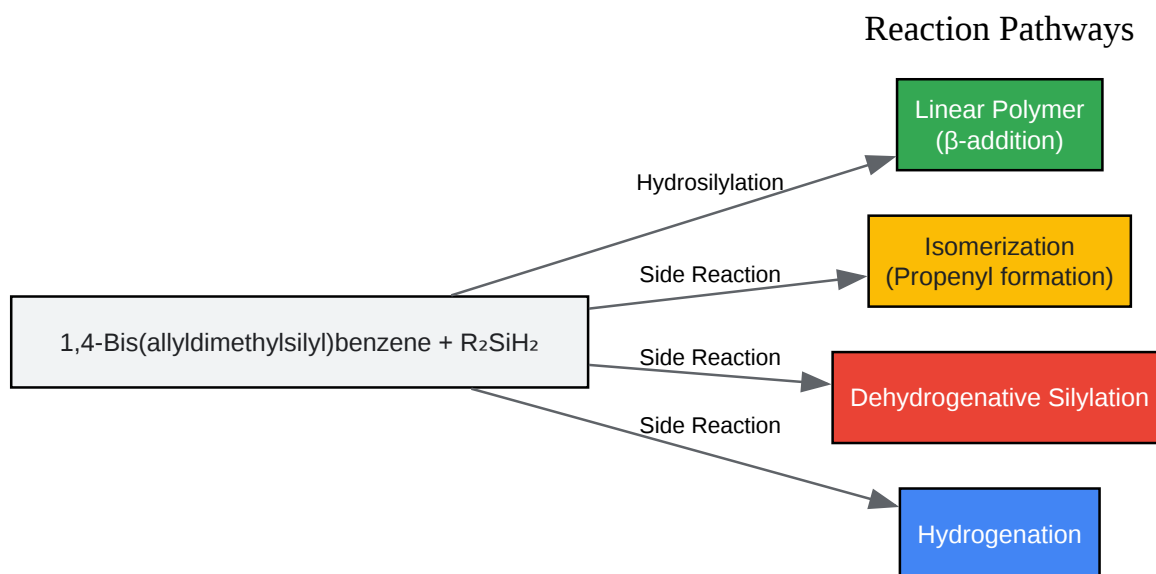 Reaction Pathways
Linear Polymer
(β-addition)
Hydrosilylation
Isomerization
(Propenyl formation)
Side Reaction
1,4-Bis(allyldimethylsilyl)benzene + R₂SiH₂
Side Reaction
Dehydrogenative Silylation
Side Reaction
Hydrogenation